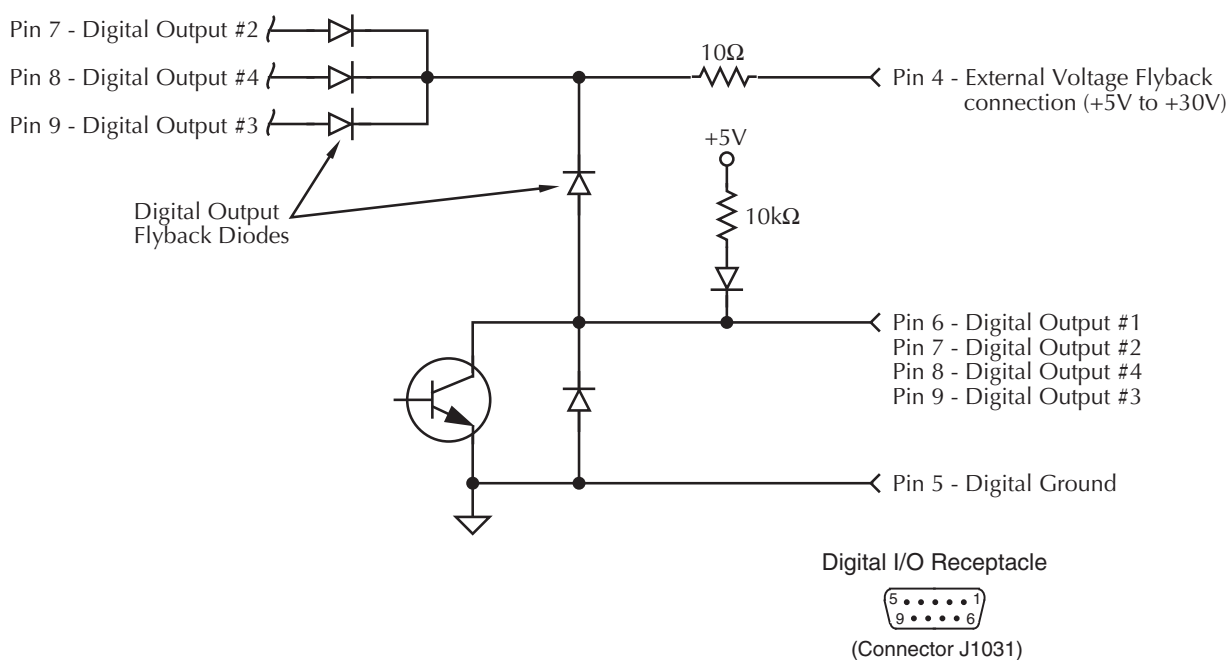 Pin 7 - Digital Output #2
Pin 8 - Digital Output #4
Pin 9 - Digital Output #3
10Ω
Pin 4 - External Voltage Flyback
connection (+5V to +30V)
+5V
10kΩ
Digital Output
Flyback Diodes
Pin 6 - Digital Output #1
Pin 7 - Digital Output #2
Pin 8 - Digital Output #4
Pin 9 - Digital Output #3
Pin 5 - Digital Ground
Digital I/O Receptacle
5 1
9 6
(Connector J1031)